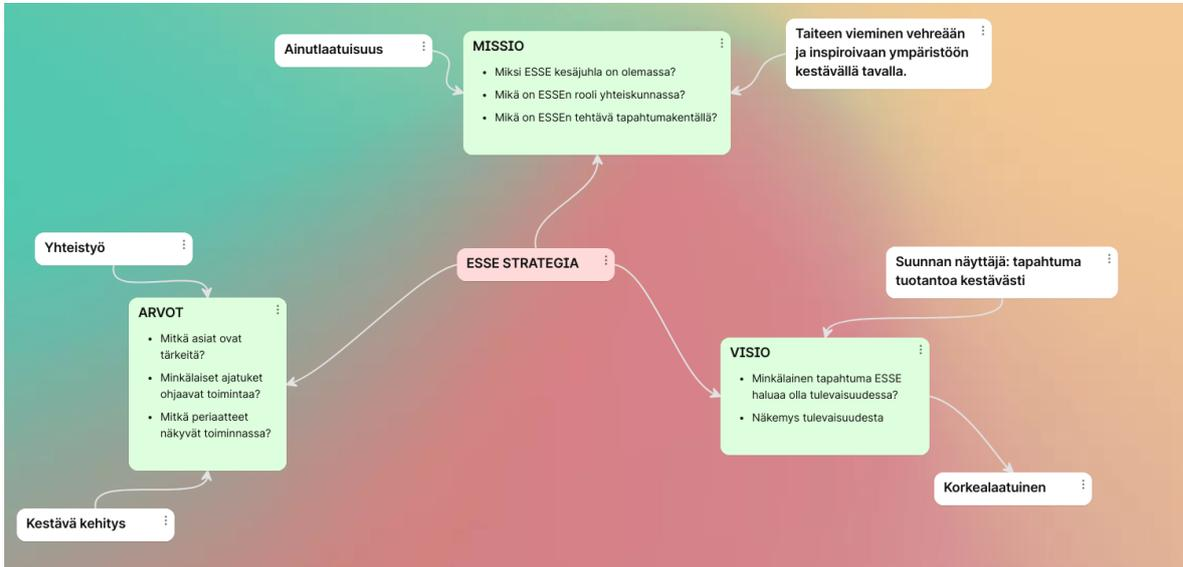 Ainutlaatuisuus
MISSIO
• Miksi ESSE kesäjuhla on olemassa?
• Mikä on ESSEn rooli yhteiskunnassa?
• Mikä on ESSEn tehtävä tapahtumakentällä?
Taiteen vieminen vehreään
ja inspiroivaan ympäristöön
kestävällä tavalla.
Yhteistyö
ESSE STRATEGIA
Suunnan näyttäjä: tapahtuma
tuotantoa kestävästi
ARVOT
• Mitkä asiat ovat
tärkeitä?
• Minkälaiset ajatuket
ohjaavat toimintaa?
• Mitkä periaatteet
näkyvät toiminnassa?
VISIO
• Minkälainen tapahtuma ESSE
haluaa olla tulevaisuudessa?
• Näkemys tulevaisuudesta
Korkealaatuinen
Kestävä kehitys